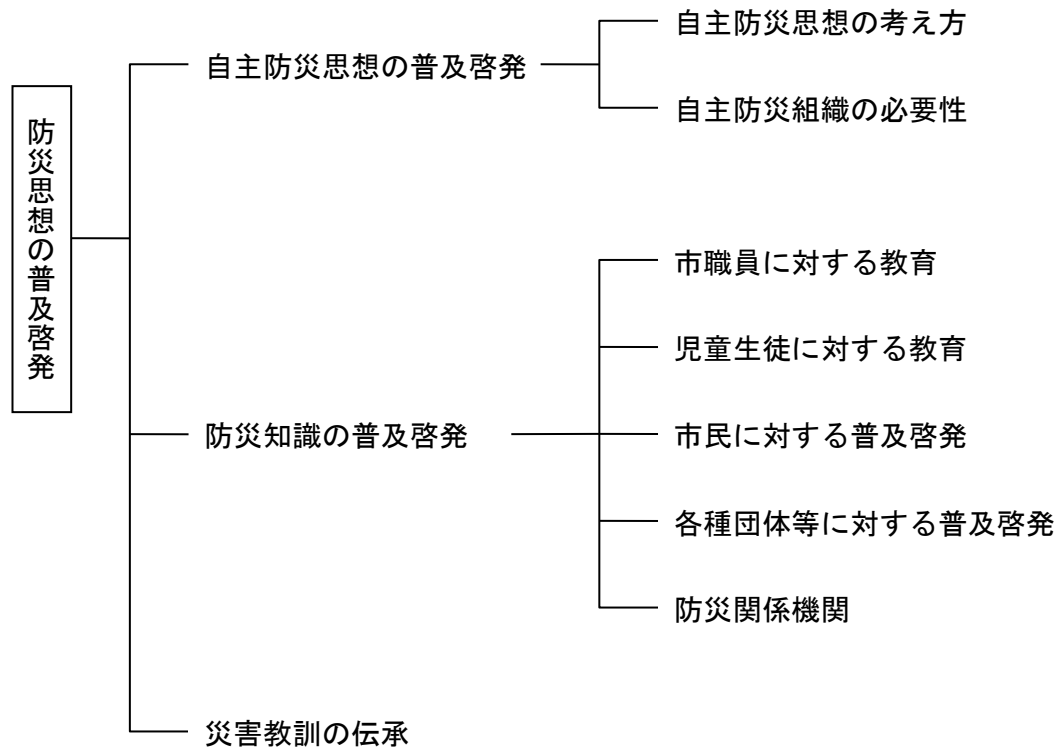 防災思想の普及啓発
自主防災思想の普及啓発
自主防災思想の考え方
自主防災組織の必要性
防災知識の普及啓発
市職員に対する教育
児童生徒に対する教育
市民に対する普及啓発
各種団体等に対する普及啓発
防災関係機関
災害教訓の伝承